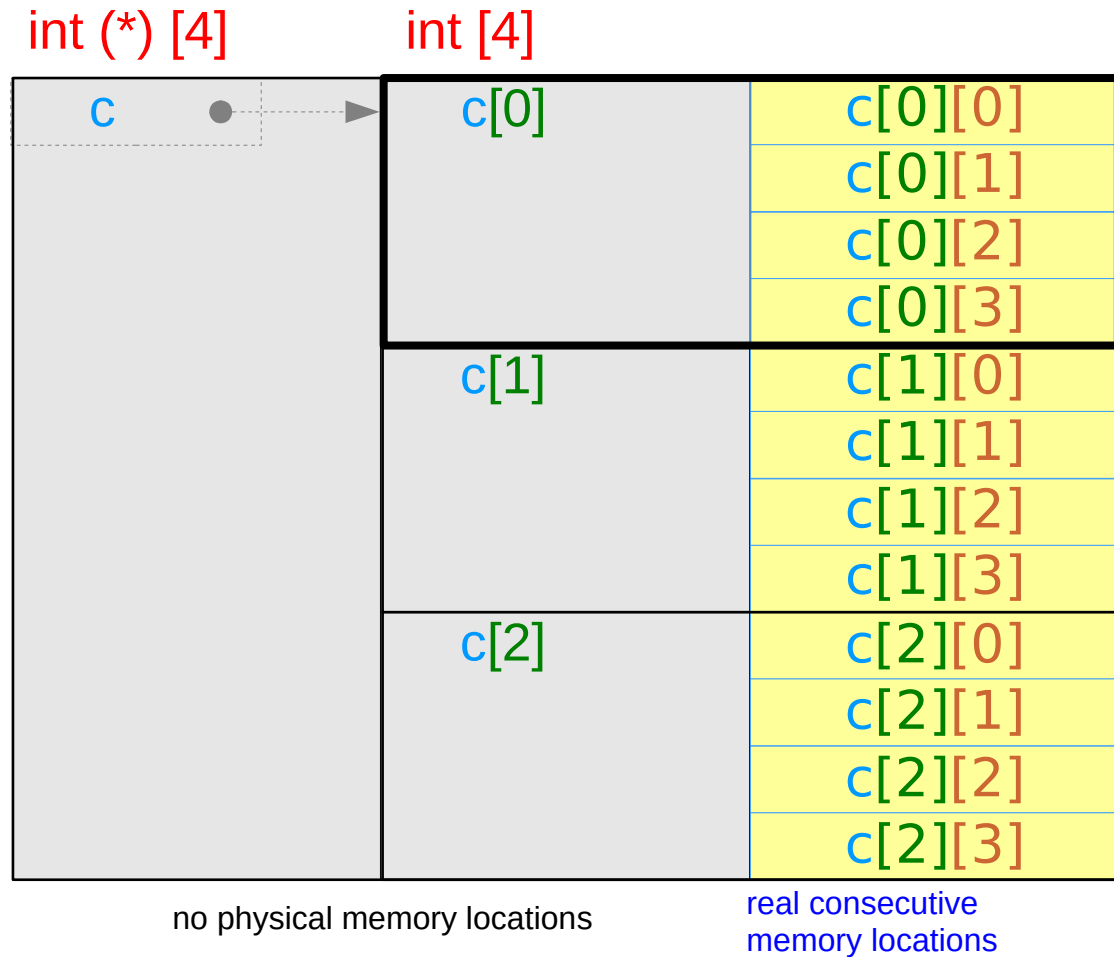 int (*) [4] int [4]
c c[0] c[0][0]
c[0][1]
c[0][2]
c[0][3]
c[1] c[1][0]
c[1][1]
c[1][2]
c[1][3]
c[2] c[2][0]
c[2][1]
c[2][2]
c[2][3]
no physical memory locations
real consecutive
memory locations